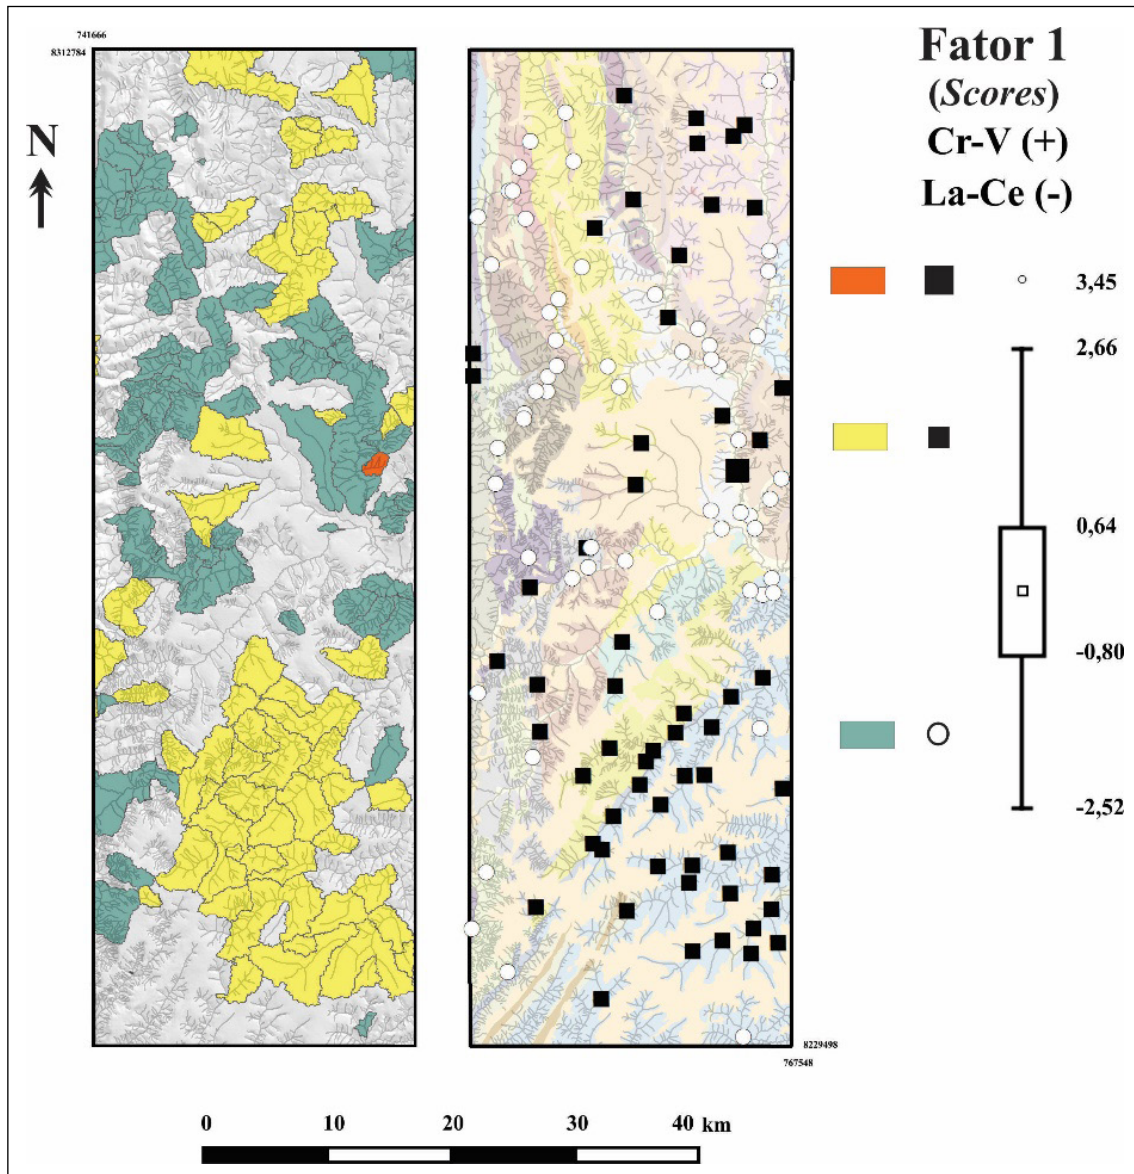 741666
8312784
N
Fator 1
(Scores)
Cr-V (+)
La-Ce (-)
3,45
2,66
0,64
-0,80
-2,52
8229498
767548
0 10 20 30 40 km